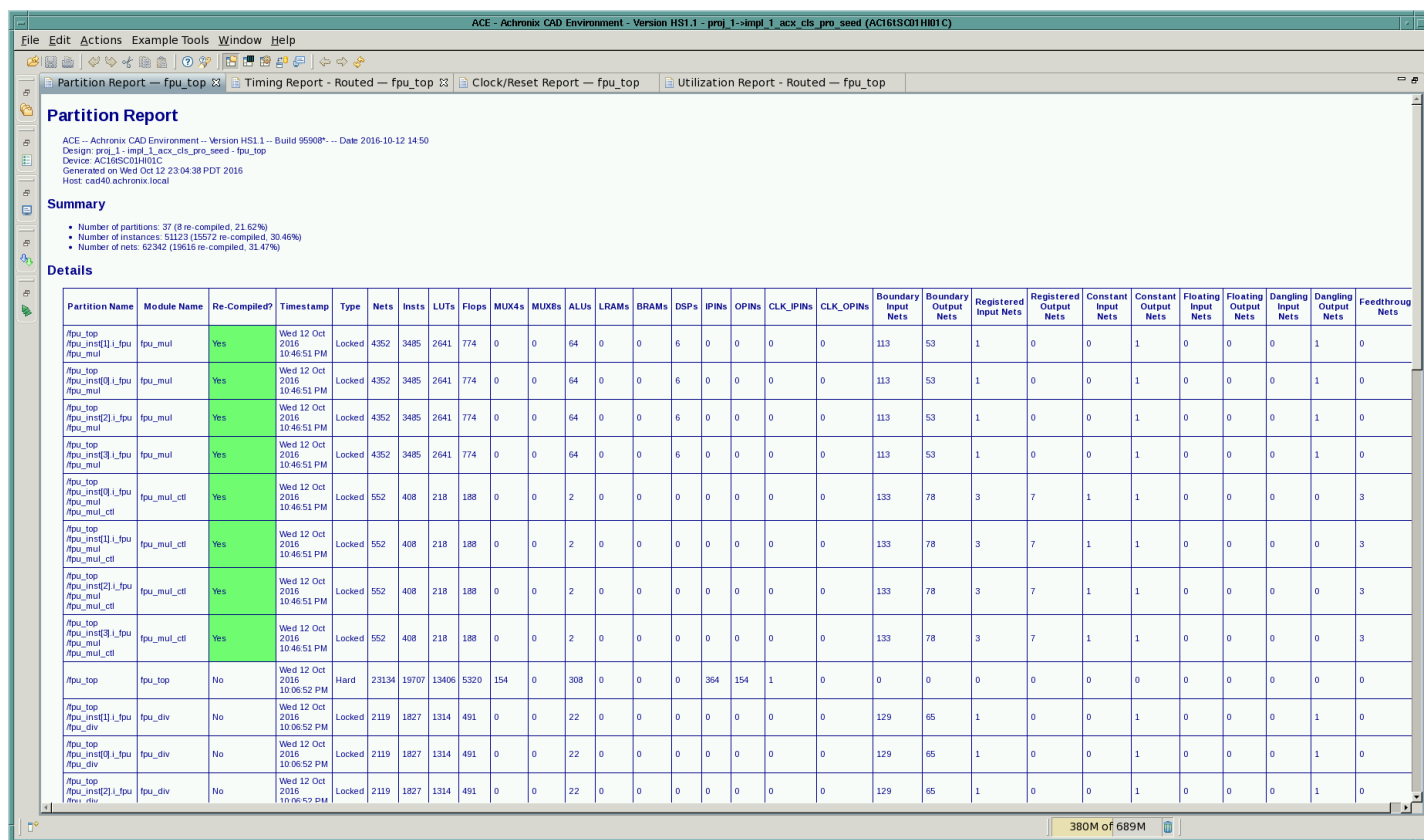 ACE - Achronix CAD Environment - Version HS1.1 - proj_1->impl_1_acx_cls_pro_seed (AC16tSC01HI01C)
File Edit Actions Example Tools Window Help
Partition Report — fpu_top Timing Report - Routed — fpu_top Clock/Reset Report — fpu_top Utilization Report - Routed — fpu_top
Partition Report
ACE -- Achronix CAD Environment -- Version HS1.1 -- Build 95908*- -- Date 2016-10-12 14:50
Design: proj_1 - impl_1_acx_cls_pro_seed - fpu_top
Device: AC16tSC01HI01C
Generated on Wed Oct 12 23:04:38 PDT 2016
Host: cad40.achronix.local
Summary
• Number of partitions: 37 (8 re-compiled, 21.62%)
• Number of instances: 51123 (15572 re-compiled, 30.46%)
• Number of nets: 62342 (19616 re-compiled, 31.47%)
Details
Partition Name Module Name Re-Compiled? Timestamp Type Nets Insts LUTs Flops MUX4s MUX8s ALUs LRAMs BRAMs DSPs IPINs OPINs CLK_IPINs CLK_OPINs Boundary Input Nets Boundary Output Nets Registered Input Nets Registered Output Nets Constant Input Nets Constant Output Nets Floating Input Nets Floating Output Nets Dangling Input Nets Dangling Output Nets Feedthroug Nets
/fpu_top /fpu_inst[1].i_fpu /fpu_mul fpu_mul Yes Wed 12 Oct 2016 10:46:51 PM Locked 4352 3485 2641 774 0 0 64 0 0 6 0 0 0 0 113 53 1 0 0 1 0 0 0 1 0
/fpu_top /fpu_inst[0].i_fpu /fpu_mul fpu_mul Yes Wed 12 Oct 2016 10:46:51 PM Locked 4352 3485 2641 774 0 0 64 0 0 6 0 0 0 0 113 53 1 0 0 1 0 0 0 1 0
/fpu_top /fpu_inst[2].i_fpu /fpu_mul fpu_mul Yes Wed 12 Oct 2016 10:46:51 PM Locked 4352 3485 2641 774 0 0 64 0 0 6 0 0 0 0 113 53 1 0 0 1 0 0 0 1 0
/fpu_top /fpu_inst[3].i_fpu /fpu_mul fpu_mul Yes Wed 12 Oct 2016 10:46:51 PM Locked 4352 3485 2641 774 0 0 64 0 0 6 0 0 0 0 113 53 1 0 0 1 0 0 0 1 0
/fpu_top /fpu_inst[0].i_fpu /fpu_mul /fpu_mul_ctl fpu_mul_ctl Yes Wed 12 Oct 2016 10:46:51 PM Locked 552 408 218 188 0 0 2 0 0 0 0 0 0 0 133 78 3 7 1 1 0 0 0 0 3
/fpu_top /fpu_inst[1].i_fpu /fpu_mul /fpu_mul_ctl fpu_mul_ctl Yes Wed 12 Oct 2016 10:46:51 PM Locked 552 408 218 188 0 0 2 0 0 0 0 0 0 0 133 78 3 7 1 1 0 0 0 0 3
/fpu_top /fpu_inst[2].i_fpu /fpu_mul /fpu_mul_ctl fpu_mul_ctl Yes Wed 12 Oct 2016 10:46:51 PM Locked 552 408 218 188 0 0 2 0 0 0 0 0 0 0 133 78 3 7 1 1 0 0 0 0 3
/fpu_top /fpu_inst[3].i_fpu /fpu_mul /fpu_mul_ctl fpu_mul_ctl Yes Wed 12 Oct 2016 10:46:51 PM Locked 552 408 218 188 0 0 2 0 0 0 0 0 0 0 133 78 3 7 1 1 0 0 0 0 3
/fpu_top fpu_top No Wed 12 Oct 2016 10:06:52 PM Hard 23134 19707 13406 5320 154 0 308 0 0 0 364 154 1 0 0 0 0 0 0 0 0 0 0 0 0
/fpu_top /fpu_inst[1].i_fpu /fpu_div fpu_div No Wed 12 Oct 2016 10:06:52 PM Locked 2119 1827 1314 491 0 0 22 0 0 0 0 0 0 0 129 65 1 0 0 1 0 0 0 1 0
/fpu_top /fpu_inst[0].i_fpu /fpu_div fpu_div No Wed 12 Oct 2016 10:06:52 PM Locked 2119 1827 1314 491 0 0 22 0 0 0 0 0 0 0 129 65 1 0 0 1 0 0 0 1 0
/fpu_top /fpu_inst[2].i_fpu /fpu_div fpu_div No Wed 12 Oct 2016 10:06:52 PM Locked 2119 1827 1314 491 0 0 22 0 0 0 0 0 0 0 129 65 1 0 0 1 0 0 0 1 0
380M of 689M